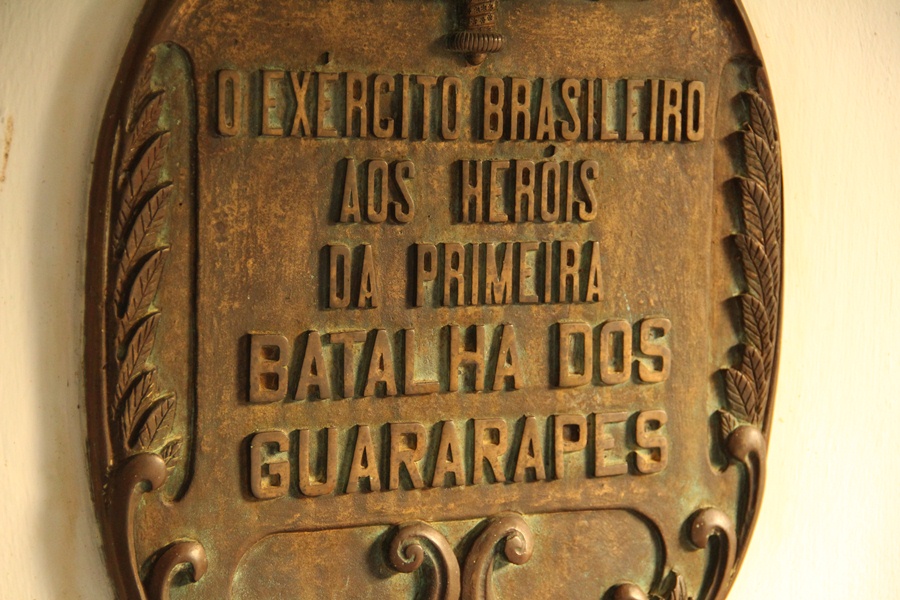 O EXÉRCITO BRASILEIRO
AOS HERÓIS
DA PRIMEIRA
BATALHA DOS
GUARARAPES